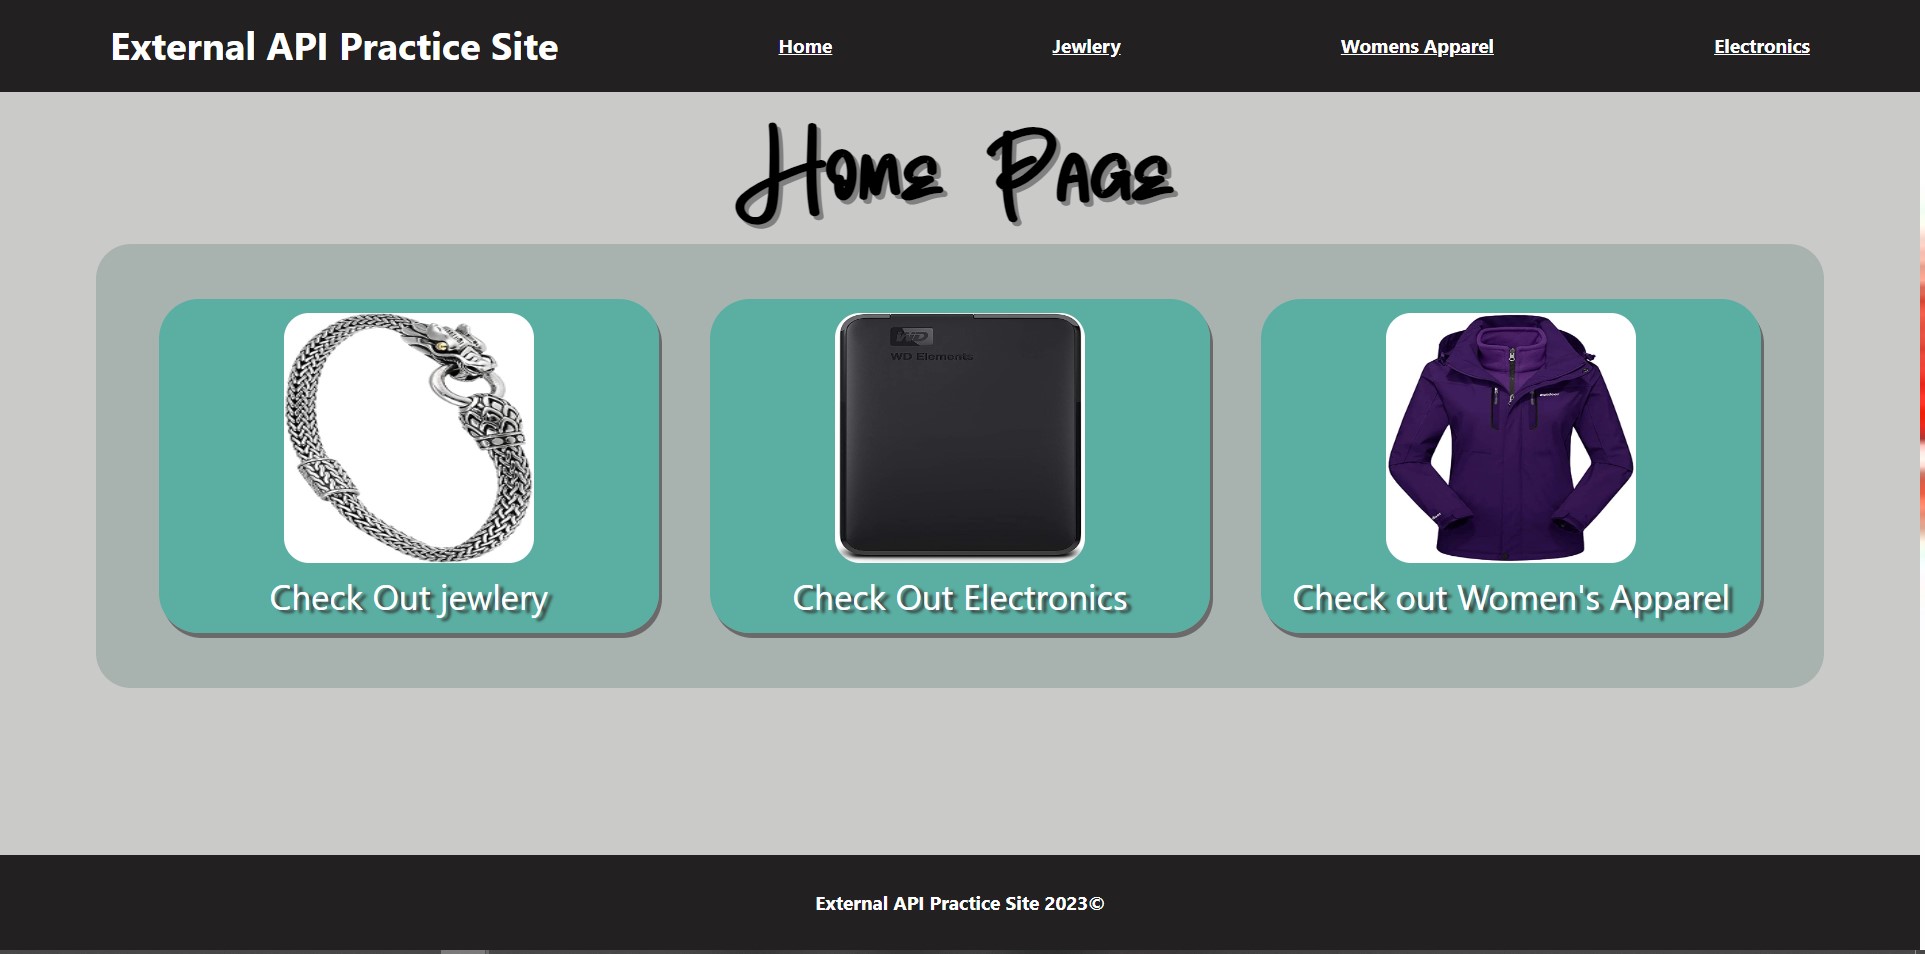 External API Practice Site
Home
Jewlery
Womens Apparel
Electronics
Home Page
WD
WD Elements
Check Out jewlery
Check Out Electronics
Check out Women's Apparel
External API Practice Site 2023©